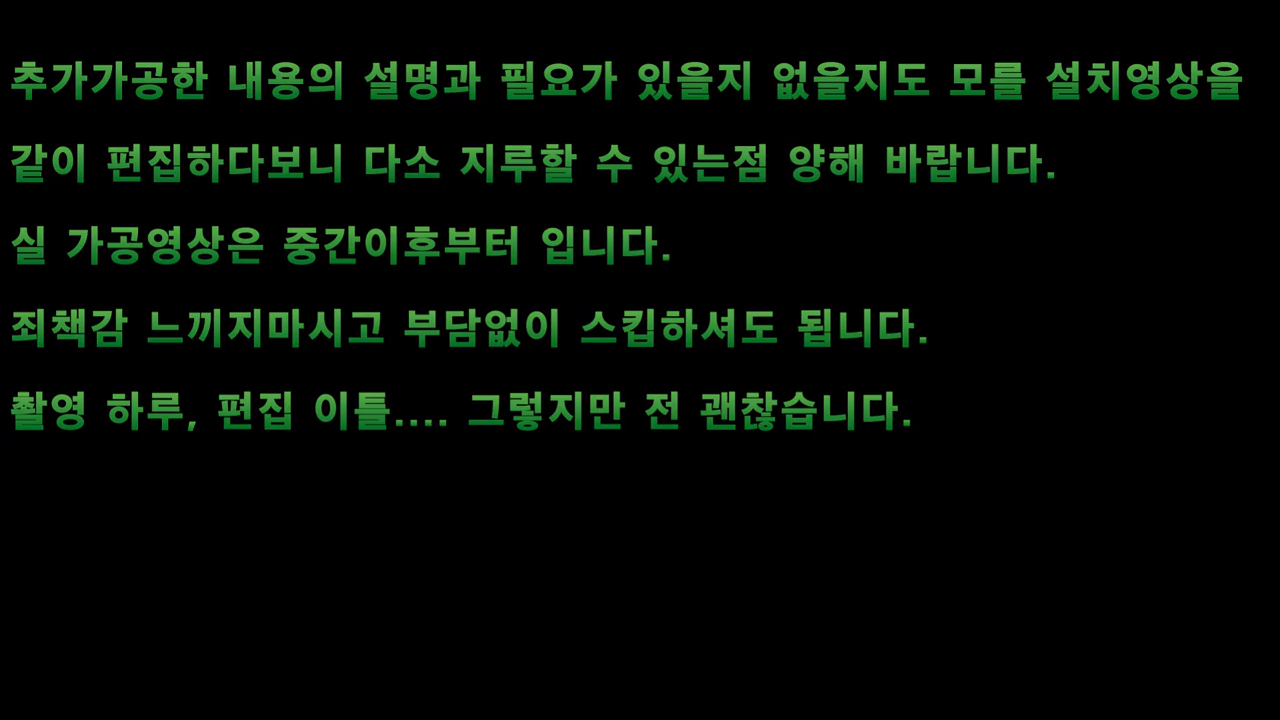 추가가공한 내용의 설명과 필요가 있을지 없을지도 모를 설치영상을
같이 편집하다보니 다소 지루할 수 있는점 양해 바랍니다.
실 가공영상은 중간이후부터 입니다.
죄책감 느끼지마시고 부담없이 스킵하셔도 됩니다.
촬영 하루, 편집 이틀.... 그렇지만 전 괜찮습니다.